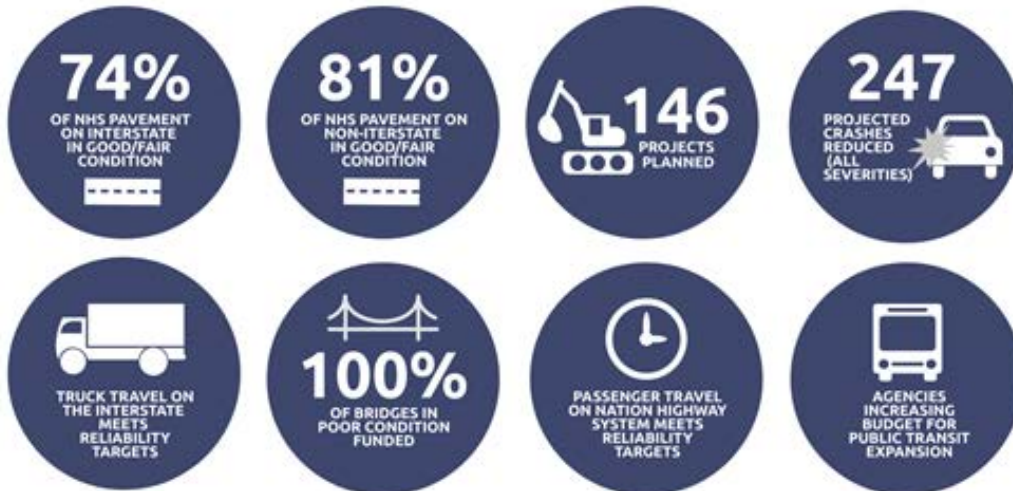 74%
OF NHS PAVEMENT
ON INTERSTATE
IN GOOD/FAIR
CONDITION
81%
OF NHS PAVEMENT ON
NON-ITERSTATE
IN GOOD/FAIR
CONDITION
146
PROJECTS
PLANNED
247
PROJECTED
CRASHES
REDUCED
(ALL
SEVERITIES)
TRUCK TRAVEL ON
THE INTERSTATE
MEETS
RELIABILITY
TARGETS
100%
OF BRIDGES IN
POOR CONDITION
FUNDED
PASSENGER TRAVEL
ON NATION HIGHWAY
SYSTEM MEETS
RELIABILITY
TARGETS
AGENCIES
INCREASING
BUDGET FOR
PUBLIC TRANSIT
EXPANSION